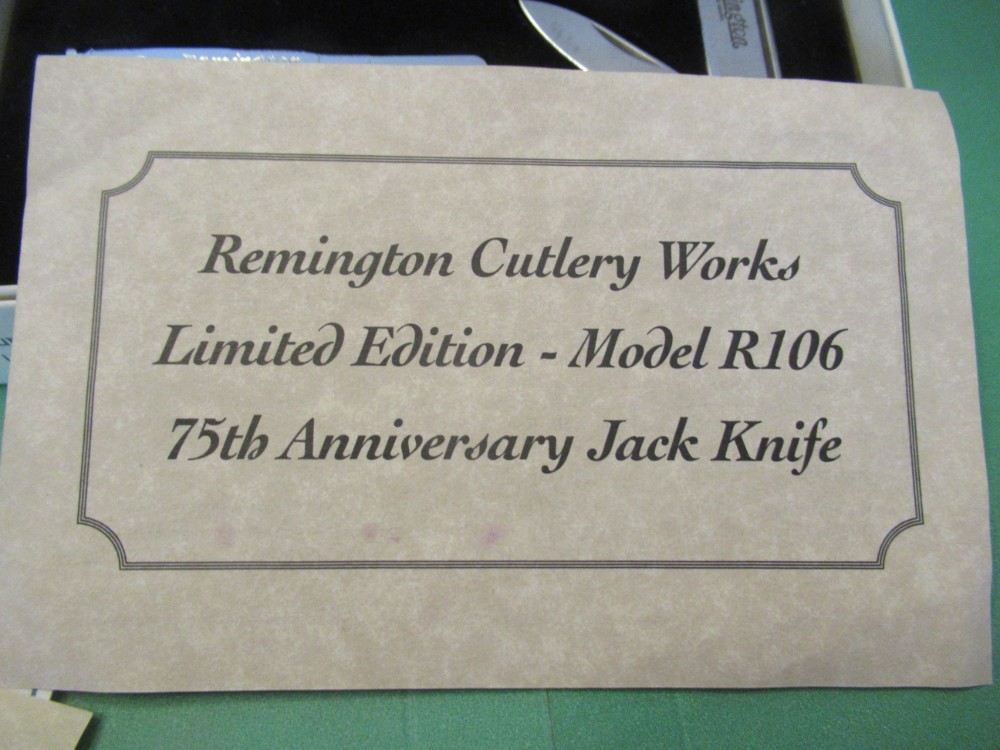 Remington Cutlery Works
Limited Edition - Model R106
75th Anniversary Jack Knife